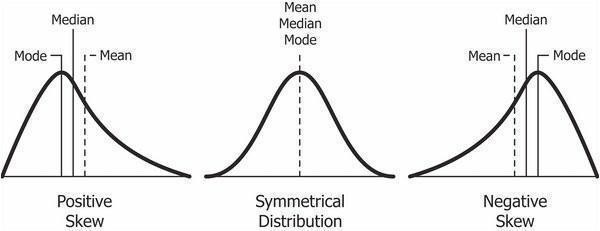 Median
Mode
Mean
Positive
Skew
Mean
Median
Mode
Symmetrical
Distribution
Median
Mean
Mode
Negative
Skew